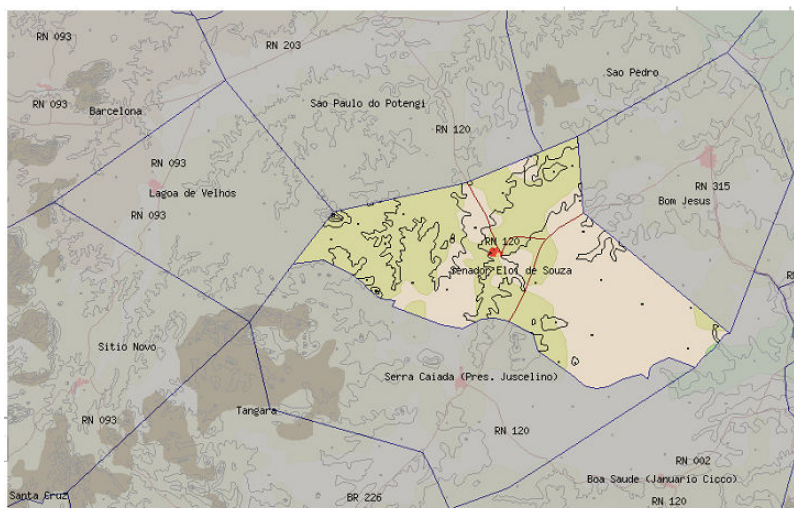 RN 093
RN 203
Sao Pedro
RN 093
Barcelona
Sao Paulo do Potengi
RN 120
RN 093
Lagoa de Velhos
RN 315
Bom Jesus
RN 093
RN 120
Senador Eloi de Souza
Sitio Novo
Serra Caiada (Pres. Juscelino)
Tangara
RN 093
RN 120
RN 002
Boa Saude (Januario Cicco)
Santa Cruz
BR 226
RN 120